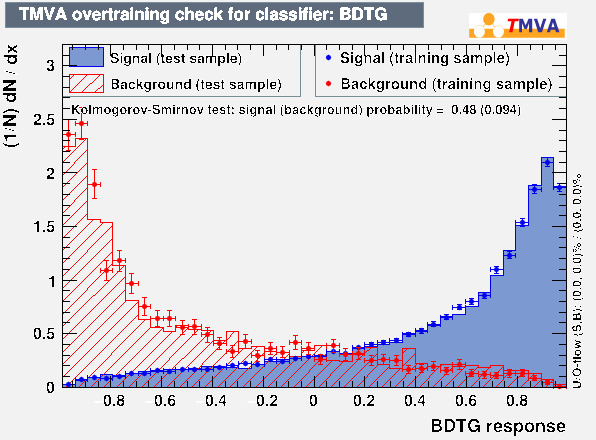 TMVA overtraining check for classifier: BDTG
TMVA
Signal (test sample)
Background (test sample)
Signal (training sample)
Background (training sample)
Kolmogorov-Smirnov test: signal (background) probability = 0.48 (0.094)
(1/N) dN / dx
3
2.5
2
1.5
1
0.5
0
-0.8 -0.6 -0.4 -0.2 0 0.2 0.4 0.6 0.8
BDTG response
U/O-flow (S,B): (0.0, 0.0)% / (0.0, 0.0)%